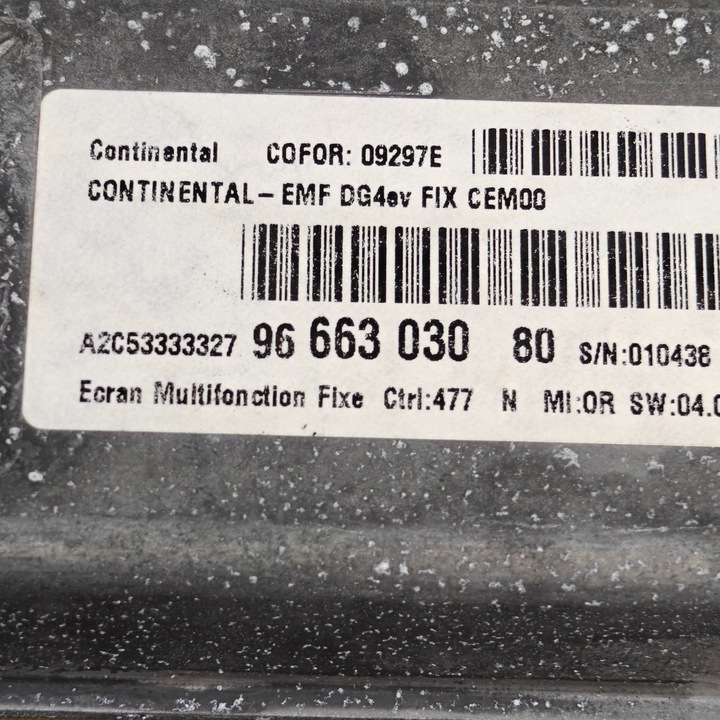 Continental COFOR: 09297E
CONTINENTAL-EMF DG4ev FIX CEM00
A2C53333327 96 663 030 80 S/N:010438
Ecran Multifonction Fixe Ctrl:477 N MI:OR SW:04.0